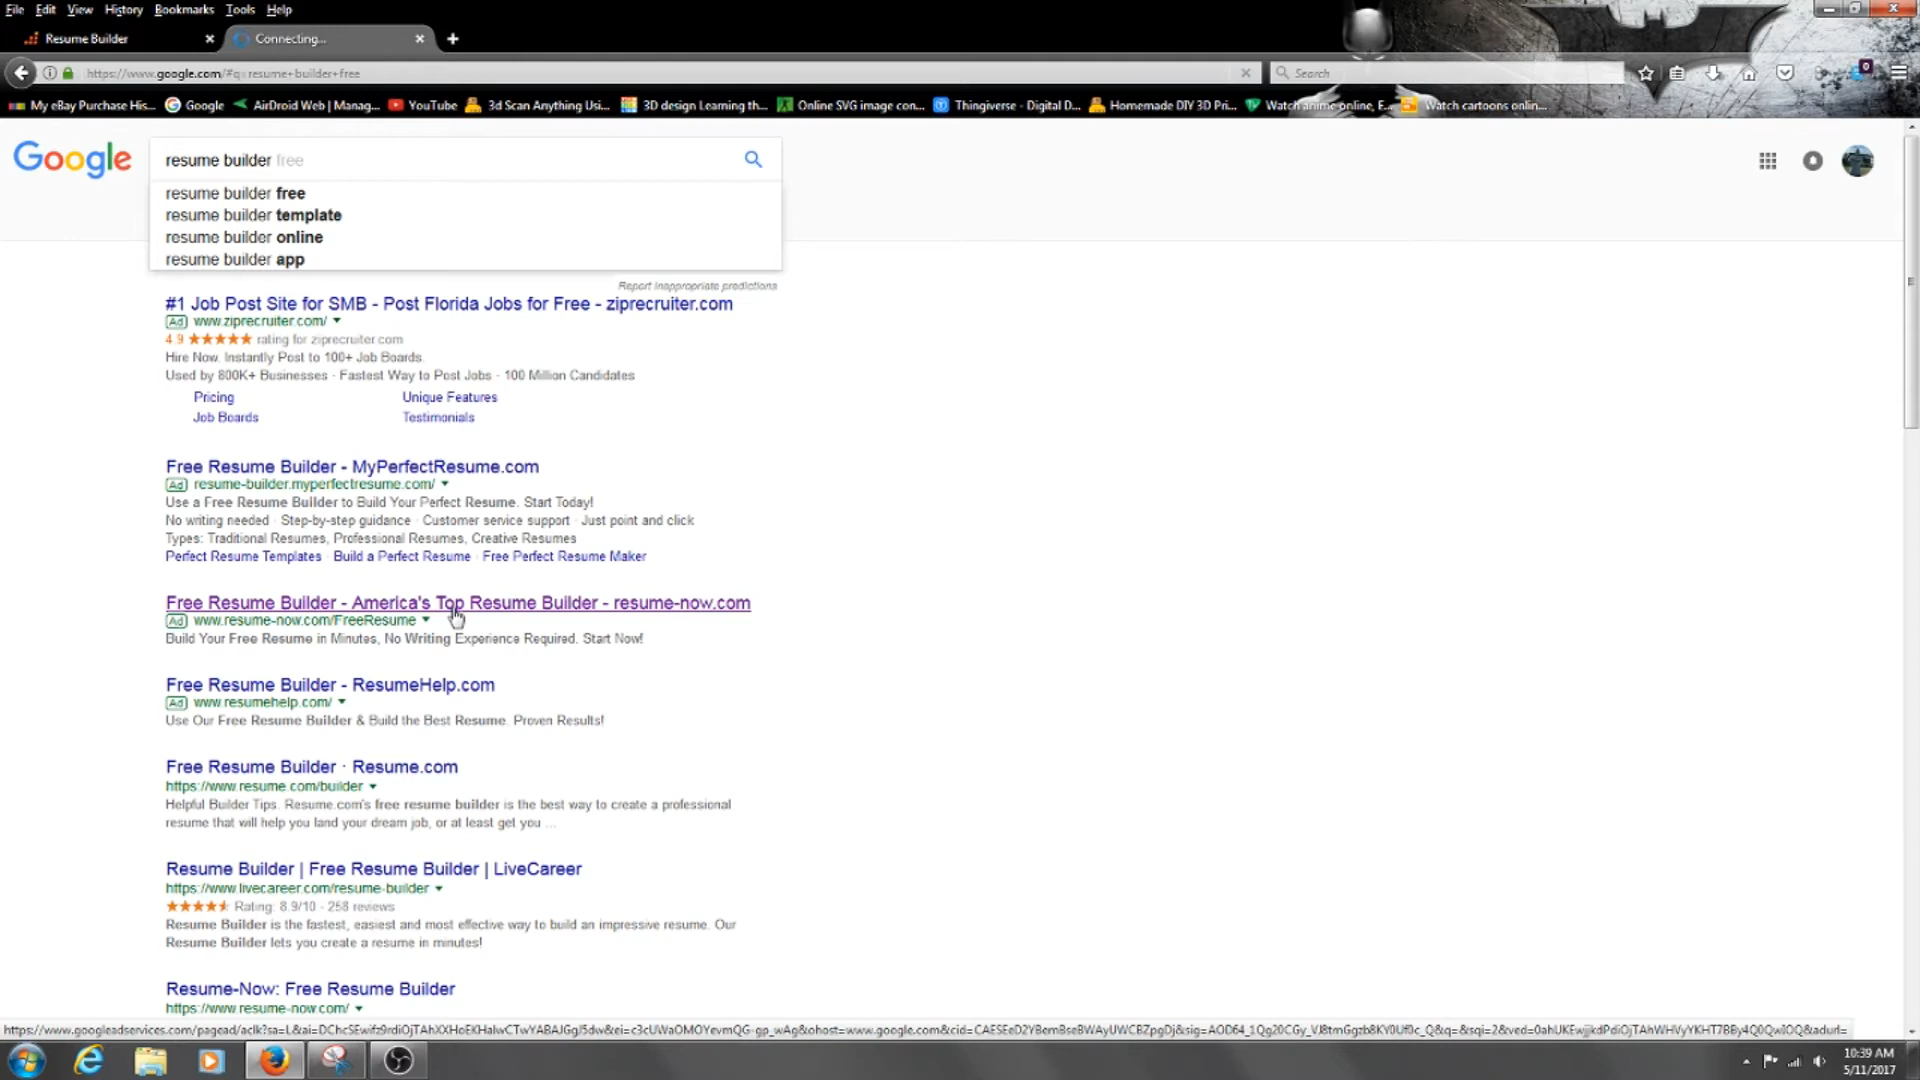 File Edit View History Bookmarks Tools Help
Resume Builder
Connecting...
https://www.google.com/#q=resume+builder+free
Search
0
My eBay Purchase His... Google AirDroid Web | Manag... YouTube 3d Scan Anything Usi... 3D design Learning th... Online SVG image con... Thingiverse - Digital D... Homemade DIY 3D Pri... Watch anime online, E... Watch cartoons onlin...
Google
resume builder free
resume builder free
resume builder template
resume builder online
resume builder app
Report inappropriate predictions
#1 Job Post Site for SMB - Post Florida Jobs for Free - ziprecruiter.com
Ad www.ziprecruiter.com/
4.9 rating for ziprecruiter.com
Hire Now. Instantly Post to 100+ Job Boards.
Used by 800K+ Businesses · Fastest Way to Post Jobs · 100 Million Candidates
Pricing Unique Features
Job Boards Testimonials
Free Resume Builder - MyPerfectResume.com
Ad resume-builder.myperfectresume.com/
Use a Free Resume Builder to Build Your Perfect Resume. Start Today!
No writing needed · Step-by-step guidance · Customer service support · Just point and click
Types: Traditional Resumes, Professional Resumes, Creative Resumes
Perfect Resume Templates · Build a Perfect Resume · Free Perfect Resume Maker
Free Resume Builder - America's Top Resume Builder - resume-now.com
Ad www.resume-now.com/FreeResume
Build Your Free Resume in Minutes, No Writing Experience Required. Start Now!
Free Resume Builder - ResumeHelp.com
Ad www.resumehelp.com/
Use Our Free Resume Builder & Build the Best Resume. Proven Results!
Free Resume Builder · Resume.com
https://www.resume.com/builder
Helpful Builder Tips. Resume.com's free resume builder is the best way to create a professional
resume that will help you land your dream job, or at least get you ...
Resume Builder | Free Resume Builder | LiveCareer
https://www.livecareer.com/resume-builder
Rating: 8.9/10 - 258 reviews
Resume Builder is the fastest, easiest and most effective way to build an impressive resume. Our
Resume Builder lets you create a resume in minutes!
Resume-Now: Free Resume Builder
https://www.resume-now.com/
10:39 AM
5/11/2017